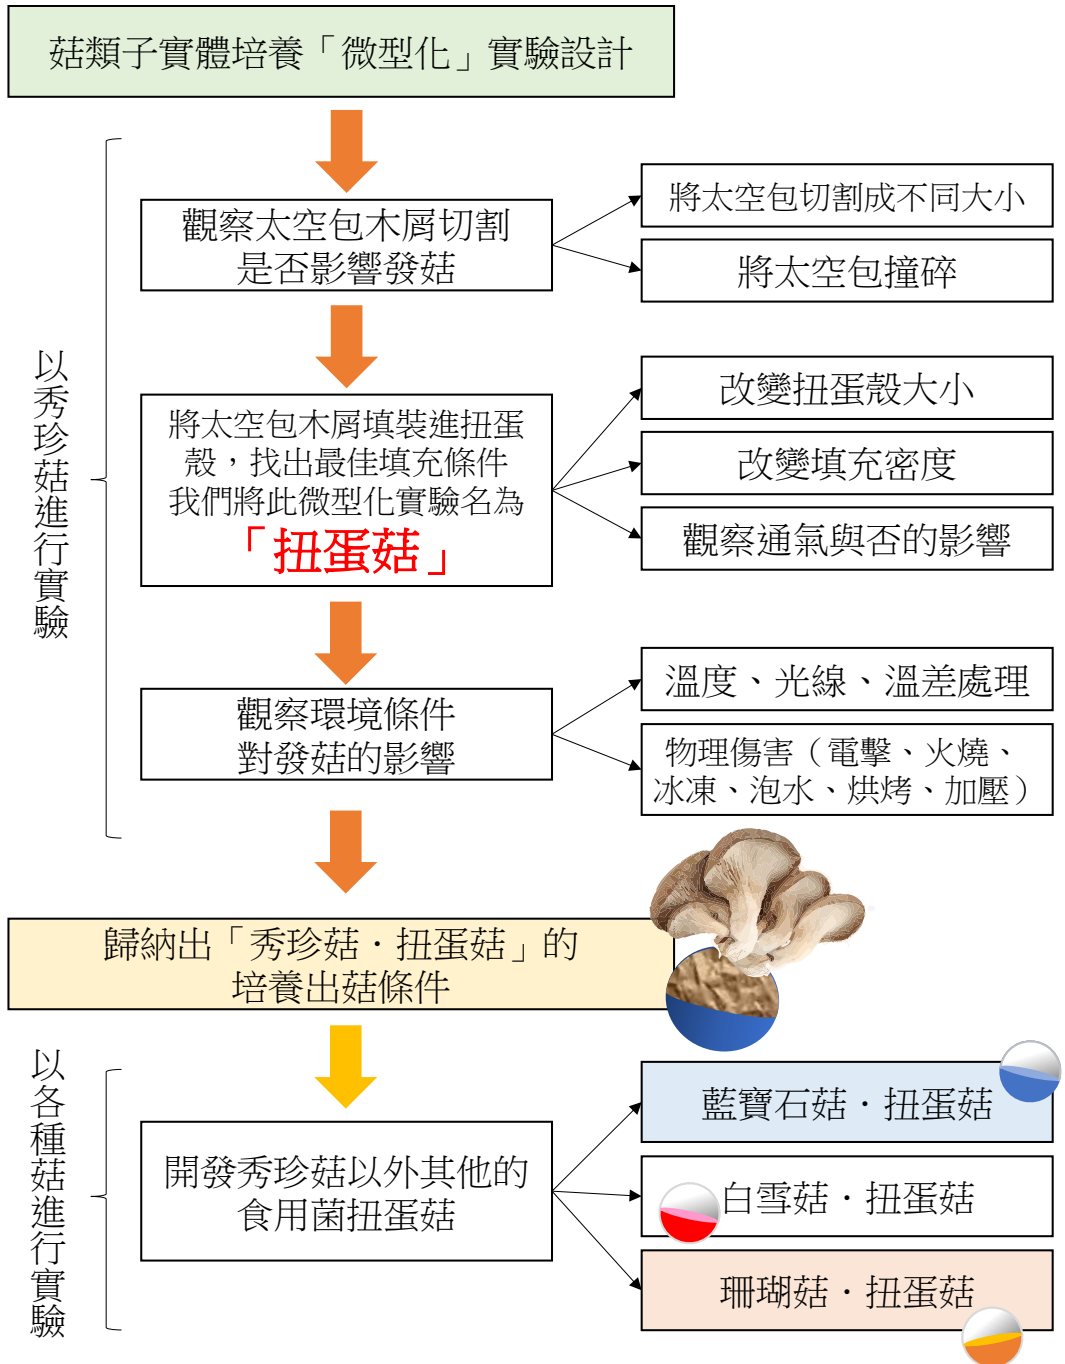 菇類子實體培養「微型化」實驗設計
以秀珍菇進行實驗
觀察太空包木屑切割
是否影響發菇
將太空包切割成不同大小
將太空包撞碎
將太空包木屑填裝進扭蛋
殼，找出最佳填充條件
我們將此微型化實驗名為
「扭蛋菇」
改變扭蛋殼大小
改變填充密度
觀察通氣與否的影響
觀察環境條件
對發菇的影響
溫度、光線、溫差處理
物理傷害（電擊、火燒、
冰凍、泡水、烘烤、加壓）
歸納出「秀珍菇．扭蛋菇」的
培養出菇條件
以各種菇進行實驗
開發秀珍菇以外其他的
食用菌扭蛋菇
藍寶石菇．扭蛋菇
白雪菇．扭蛋菇
珊瑚菇．扭蛋菇